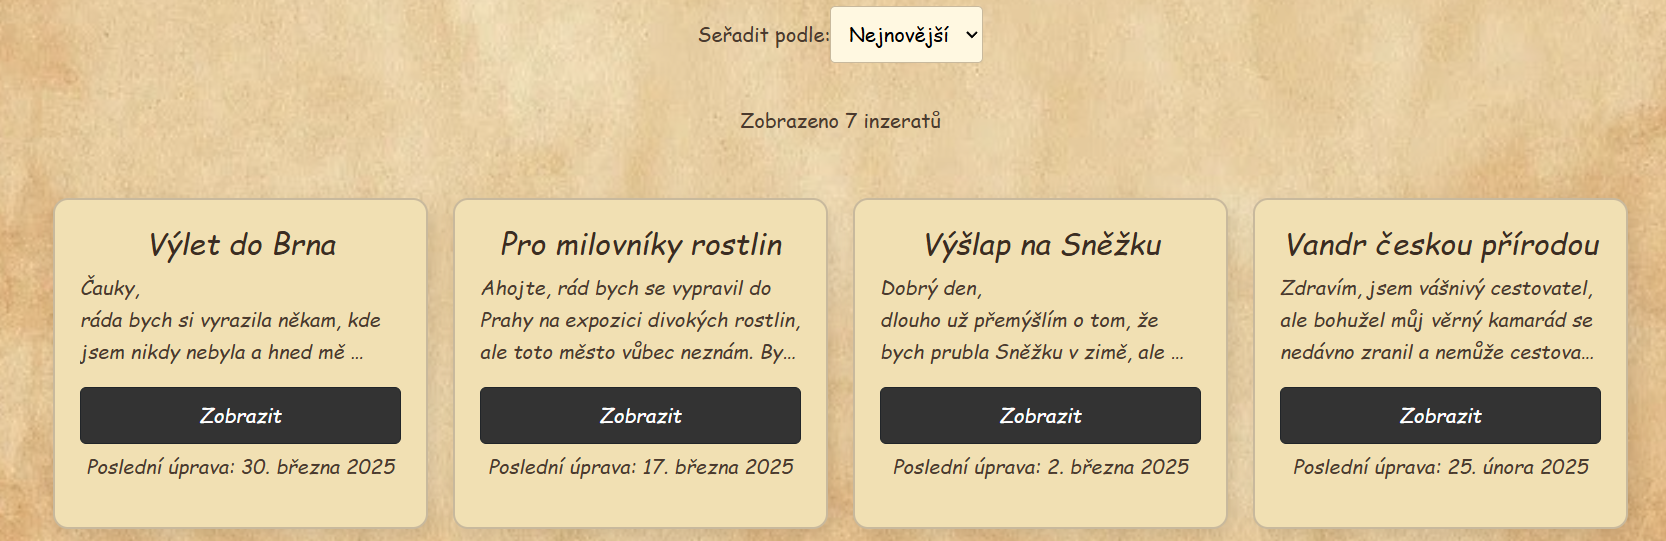 Seřadit podle: Nejnovější
Zobrazeno 7 inzeratů
Výlet do Brna
Čauky,
ráda bych si vyrazila někam, kde
jsem nikdy nebyla a hned mě ...
Zobrazit
Poslední úprava: 30. března 2025
Pro milovníky rostlin
Ahojte, rád bych se vypravil do
Prahy na expozici divokých rostlin,
ale toto město vůbec neznám. By...
Zobrazit
Poslední úprava: 17. března 2025
Výšlap na Sněžku
Dobrý den,
dlouho už přemýšlím o tom, že
bych prubla Sněžku v zimě, ale ...
Zobrazit
Poslední úprava: 2. března 2025
Vandr českou přírodou
Zdravím, jsem vášnivý cestovatel,
ale bohužel můj věrný kamarád se
nedávno zranil a nemůže cestova...
Zobrazit
Poslední úprava: 25. února 2025